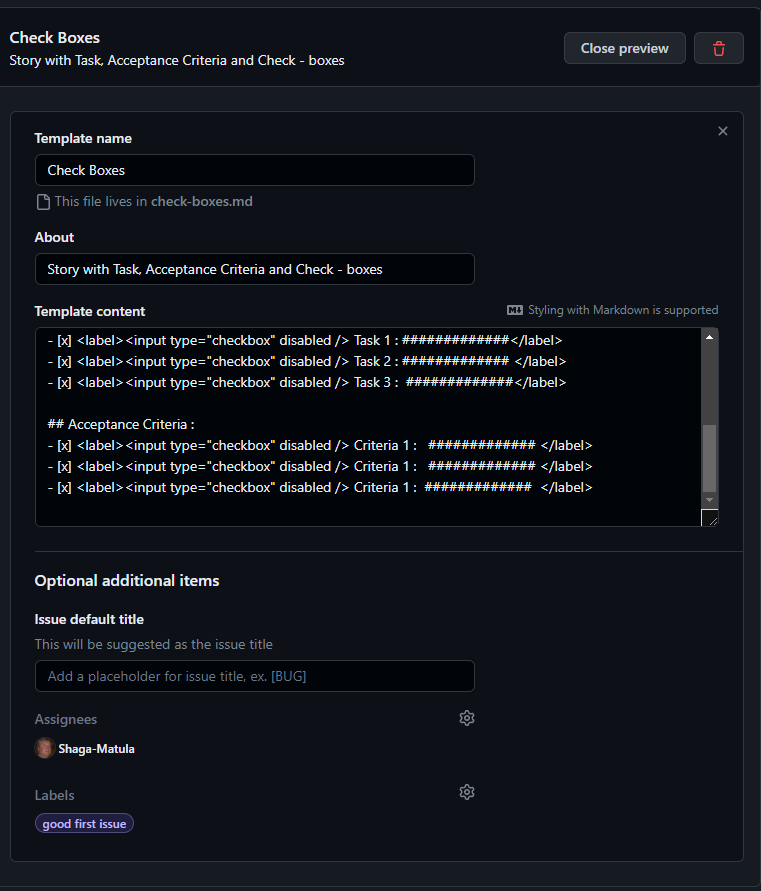 Check Boxes
Story with Task, Acceptance Criteria and Check - boxes
Close preview
Template name
Check Boxes
This file lives in check-boxes.md
About
Story with Task, Acceptance Criteria and Check - boxes
Template content
Styling with Markdown is supported
- [x] <label><input type="checkbox" disabled /> Task 1 : #############</label>
- [x] <label><input type="checkbox" disabled /> Task 2 : ############# </label>
- [x] <label><input type="checkbox" disabled /> Task 3 :  #############</label>
## Acceptance Criteria :
- [x] <label><input type="checkbox" disabled /> Criteria 1 :   ############# </label>
- [x] <label><input type="checkbox" disabled /> Criteria 1 :   ############# </label>
- [x] <label><input type="checkbox" disabled /> Criteria 1 :  #############  </label>
Optional additional items
Issue default title
This will be suggested as the issue title
Add a placeholder for issue title, ex. [BUG]
Assignees
Shaga-Matula
Labels
good first issue